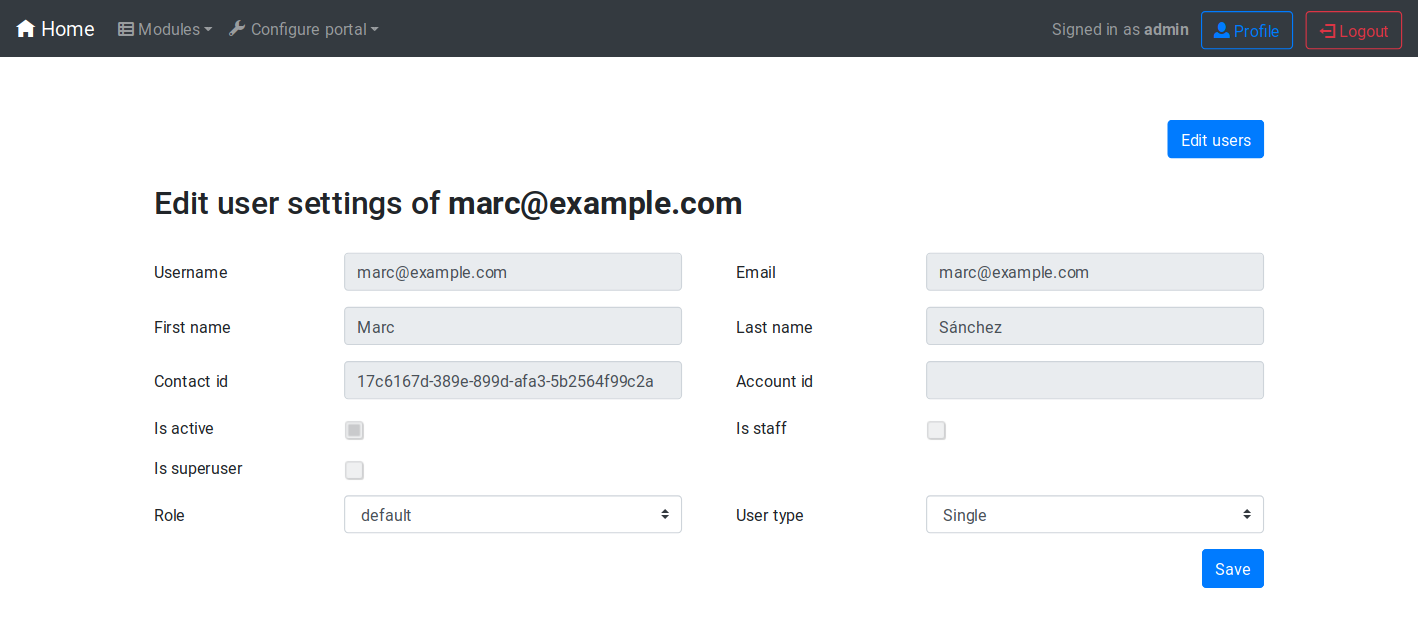 Home Modules Configure portal Signed in as admin Profile Logout
Edit users
Edit user settings of marc@example.com
Username marc@example.com Email marc@example.com
First name Marc Last name Sánchez
Contact id 17c6167d-389e-899d-afa3-5b2564f99c2a Account id
Is active Is staff
Is superuser
Role default User type Single
Save